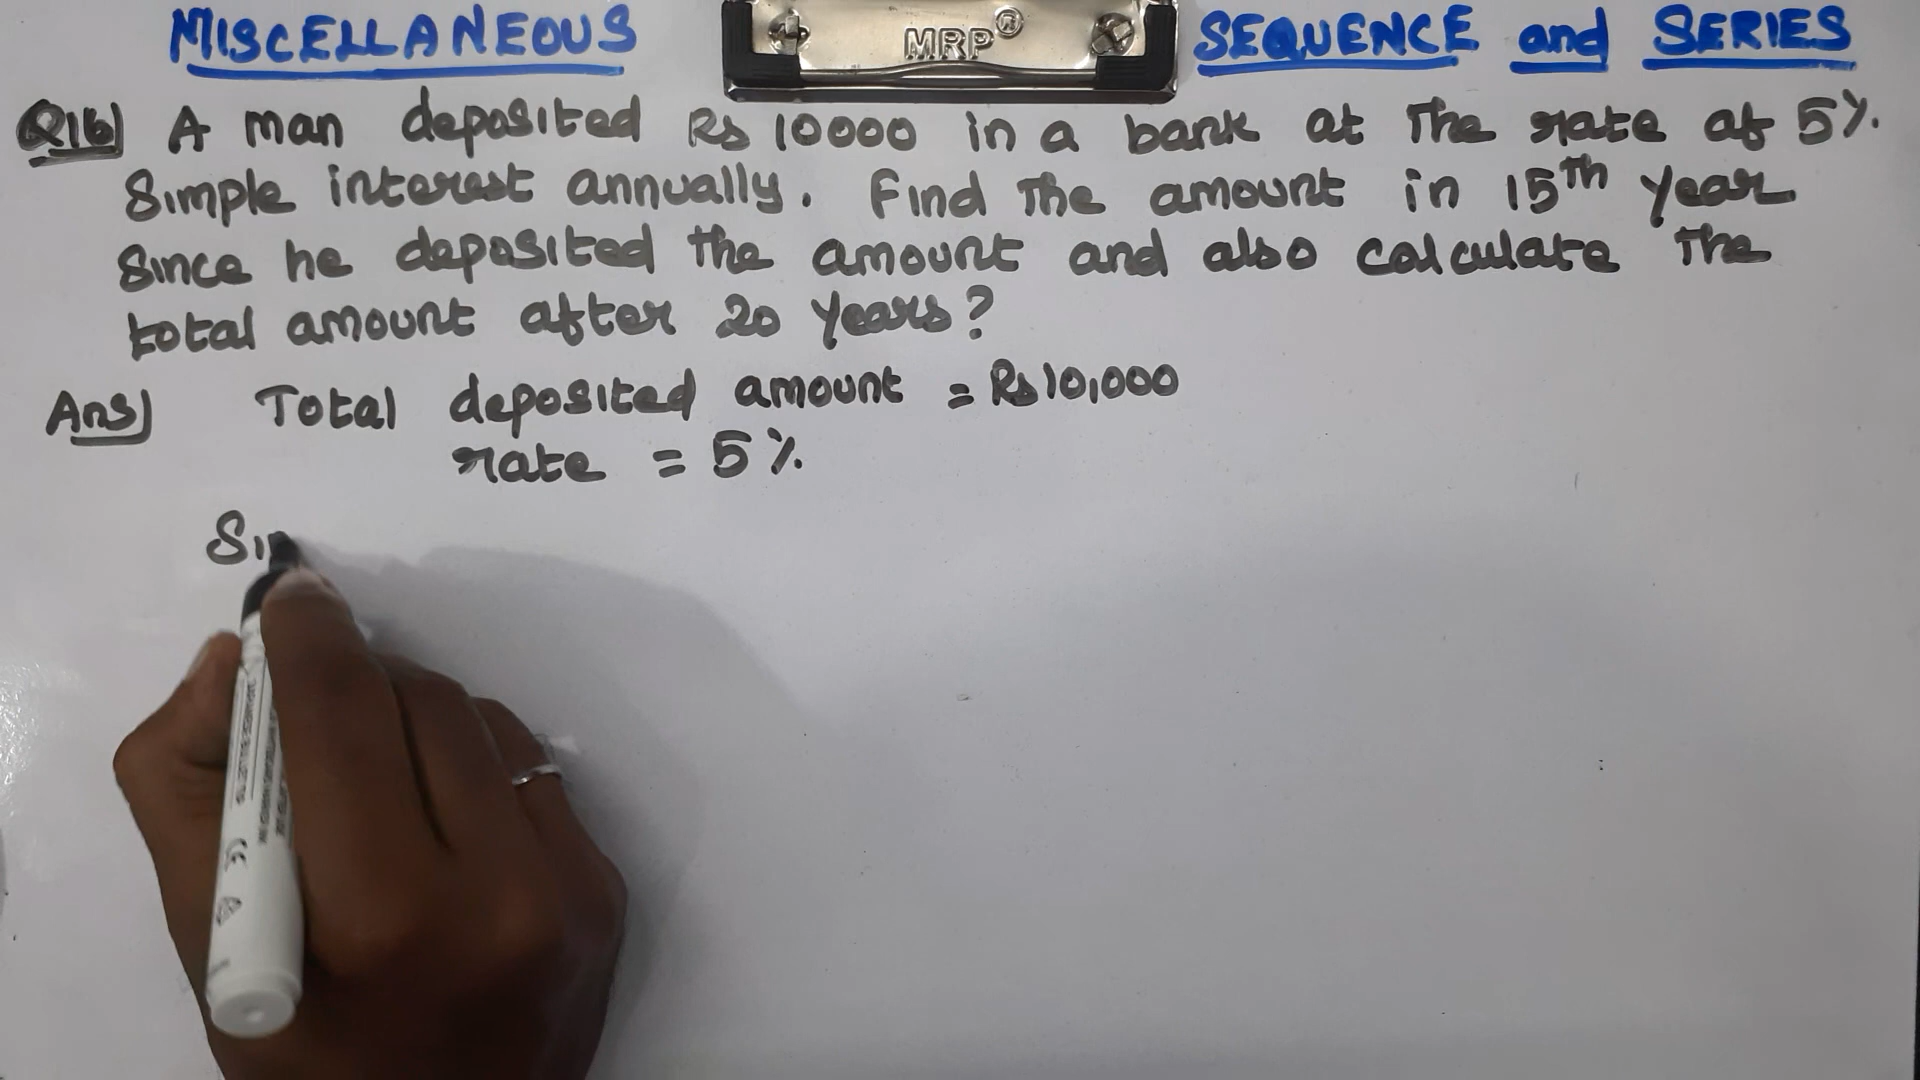 MISCELLANEOUS
MRP®
SEQUENCE and SERIES
Q16) A man deposited Rs 10000 in a bank at The rate of 5%.
Simple interest annually. Find The amount in 15th year
Since he deposited the amount and also calculate The
total amount after 20 years?
Ans) Total deposited amount = Rs10,000
rate = 5%
CE